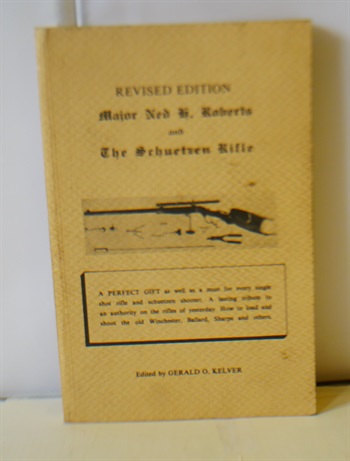 REVISED EDITION
Major Ned H. Roberts
and
The Schuetzen Rifle
A PERFECT GIFT as well as a must for every single
shot rifle and schuetzen shooter. A lasting tribute to
an authority on the rifles of yesterday. How to load and
shoot the old Winchester, Ballard, Sharps and others.
Edited by GERALD O. KELVER